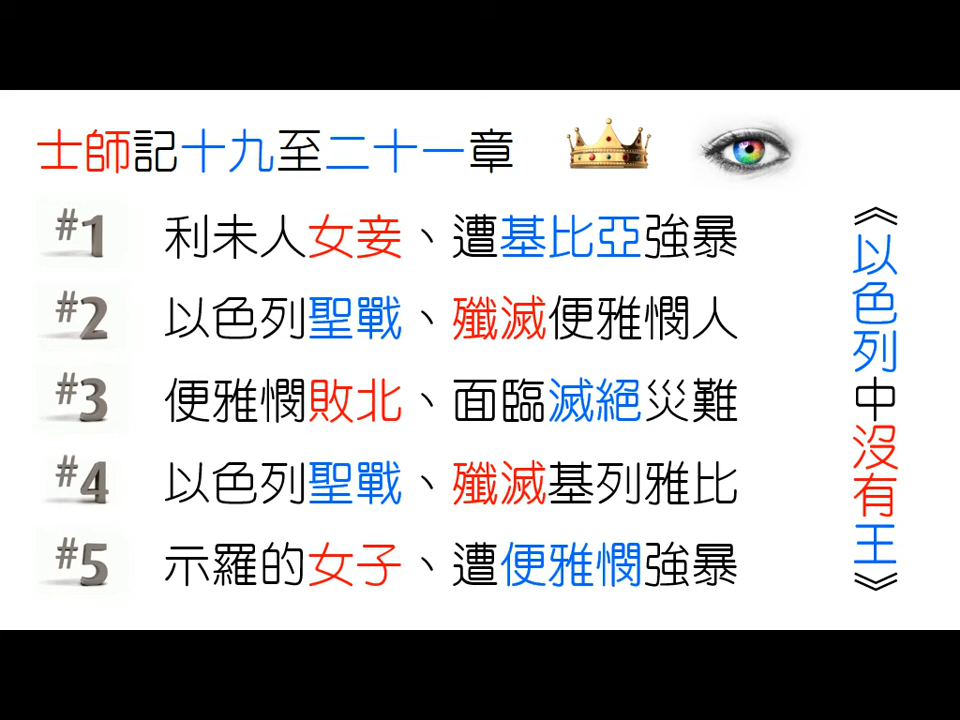 士師記十九至二十一章
#1 利未人女妾、遭基比亞強暴
#2 以色列聖戰、殲滅便雅憫人
#3 便雅憫敗北、面臨滅絕災難
#4 以色列聖戰、殲滅基列雅比
#5 示羅的女子、遭便雅憫強暴
《以色列中沒有王》